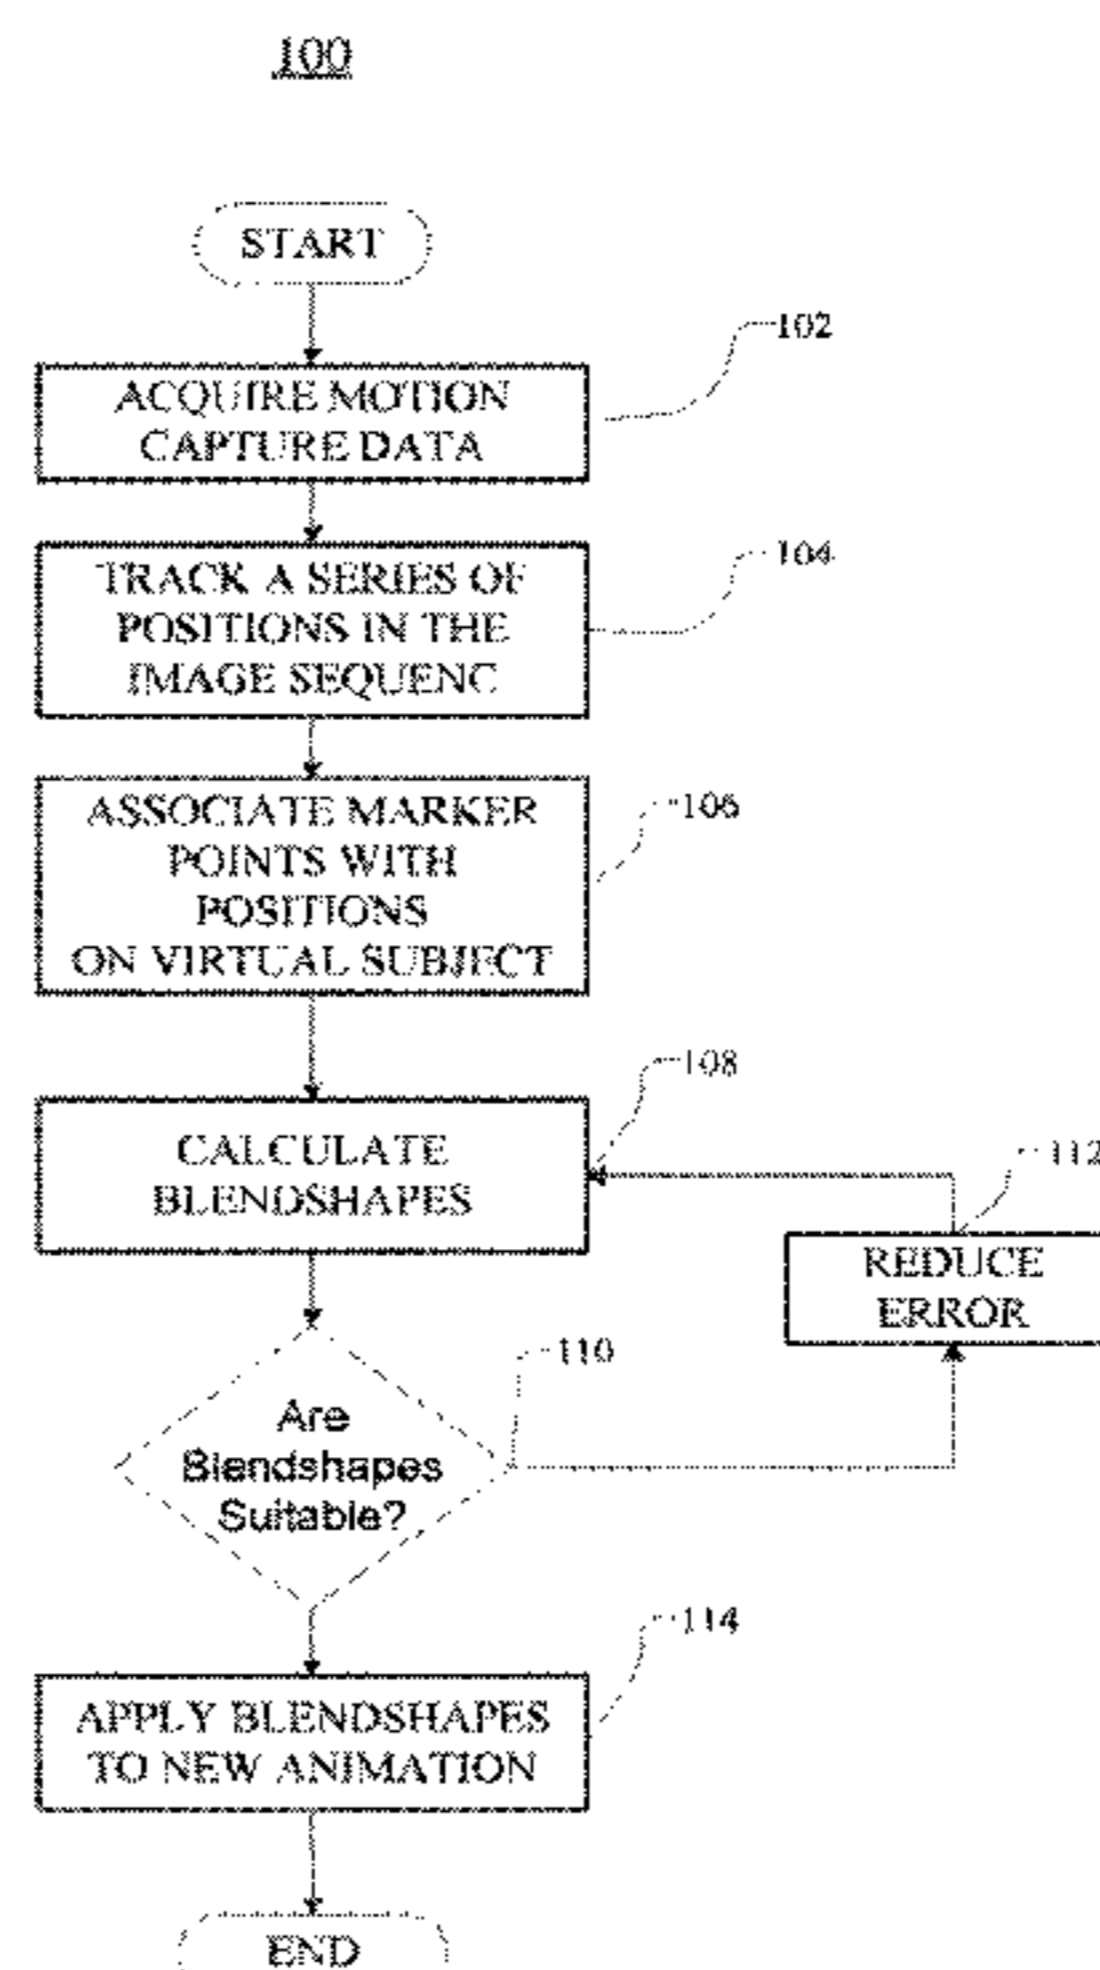 100
START
102
ACQUIRE MOTION
CAPTURE DATA
104
TRACK A SERIES OF
POSITIONS IN THE
IMAGE SEQUENC
106
ASSOCIATE MARKER
POINTS WITH
POSITIONS
ON VIRTUAL SUBJECT
108
CALCULATE
BLENDSHAPES
112
REDUCE
ERROR
110
Are
Blendshapes
Suitable?
114
APPLY BLENDSHAPES
TO NEW ANIMATION
END